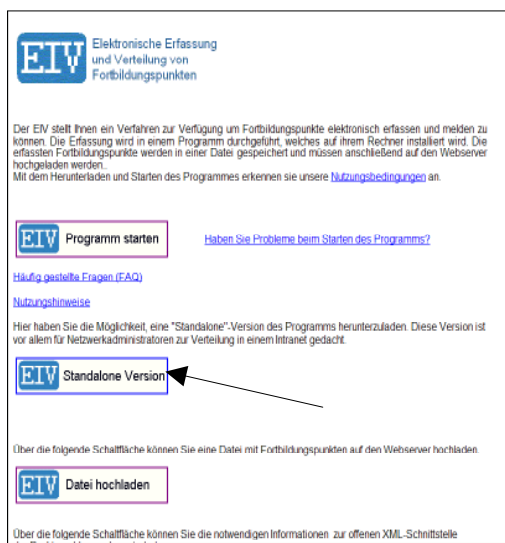 EIV Elektronische Erfassung
und Verteilung von
Fortbildungspunkten
Der EIV stellt Ihnen ein Verfahren zur Verfügung um Fortbildungspunkte elektronisch erfassen und melden zu
können. Die Erfassung wird in einem Programm durchgeführt, welches auf ihrem Rechner installiert wird. Die
erfassten Fortbildungspunkte werden in einer Datei gespeichert und müssen anschließend auf den Webserver
hochgeladen werden..
Mit dem Herunterladen und Starten des Programmes erkennen sie unsere Nutzungsbedingungen an.
EIV Programm starten Haben Sie Probleme beim Starten des Programms?
Häufig gestellte Fragen (FAQ)
Nutzungshinweise
Hier haben Sie die Möglichkeit, eine "Standalone"-Version des Programms herunterzuladen. Diese Version ist
vor allem für Netzwerkadministratoren zur Verteilung in einem Intranet gedacht.
EIV Standalone Version
Über die folgende Schaltfläche können Sie eine Datei mit Fortbildungspunkten auf den Webserver hochladen.
EIV Datei hochladen
Über die folgende Schaltfläche können Sie die notwendigen Informationen zur offenen XML-Schnittstelle